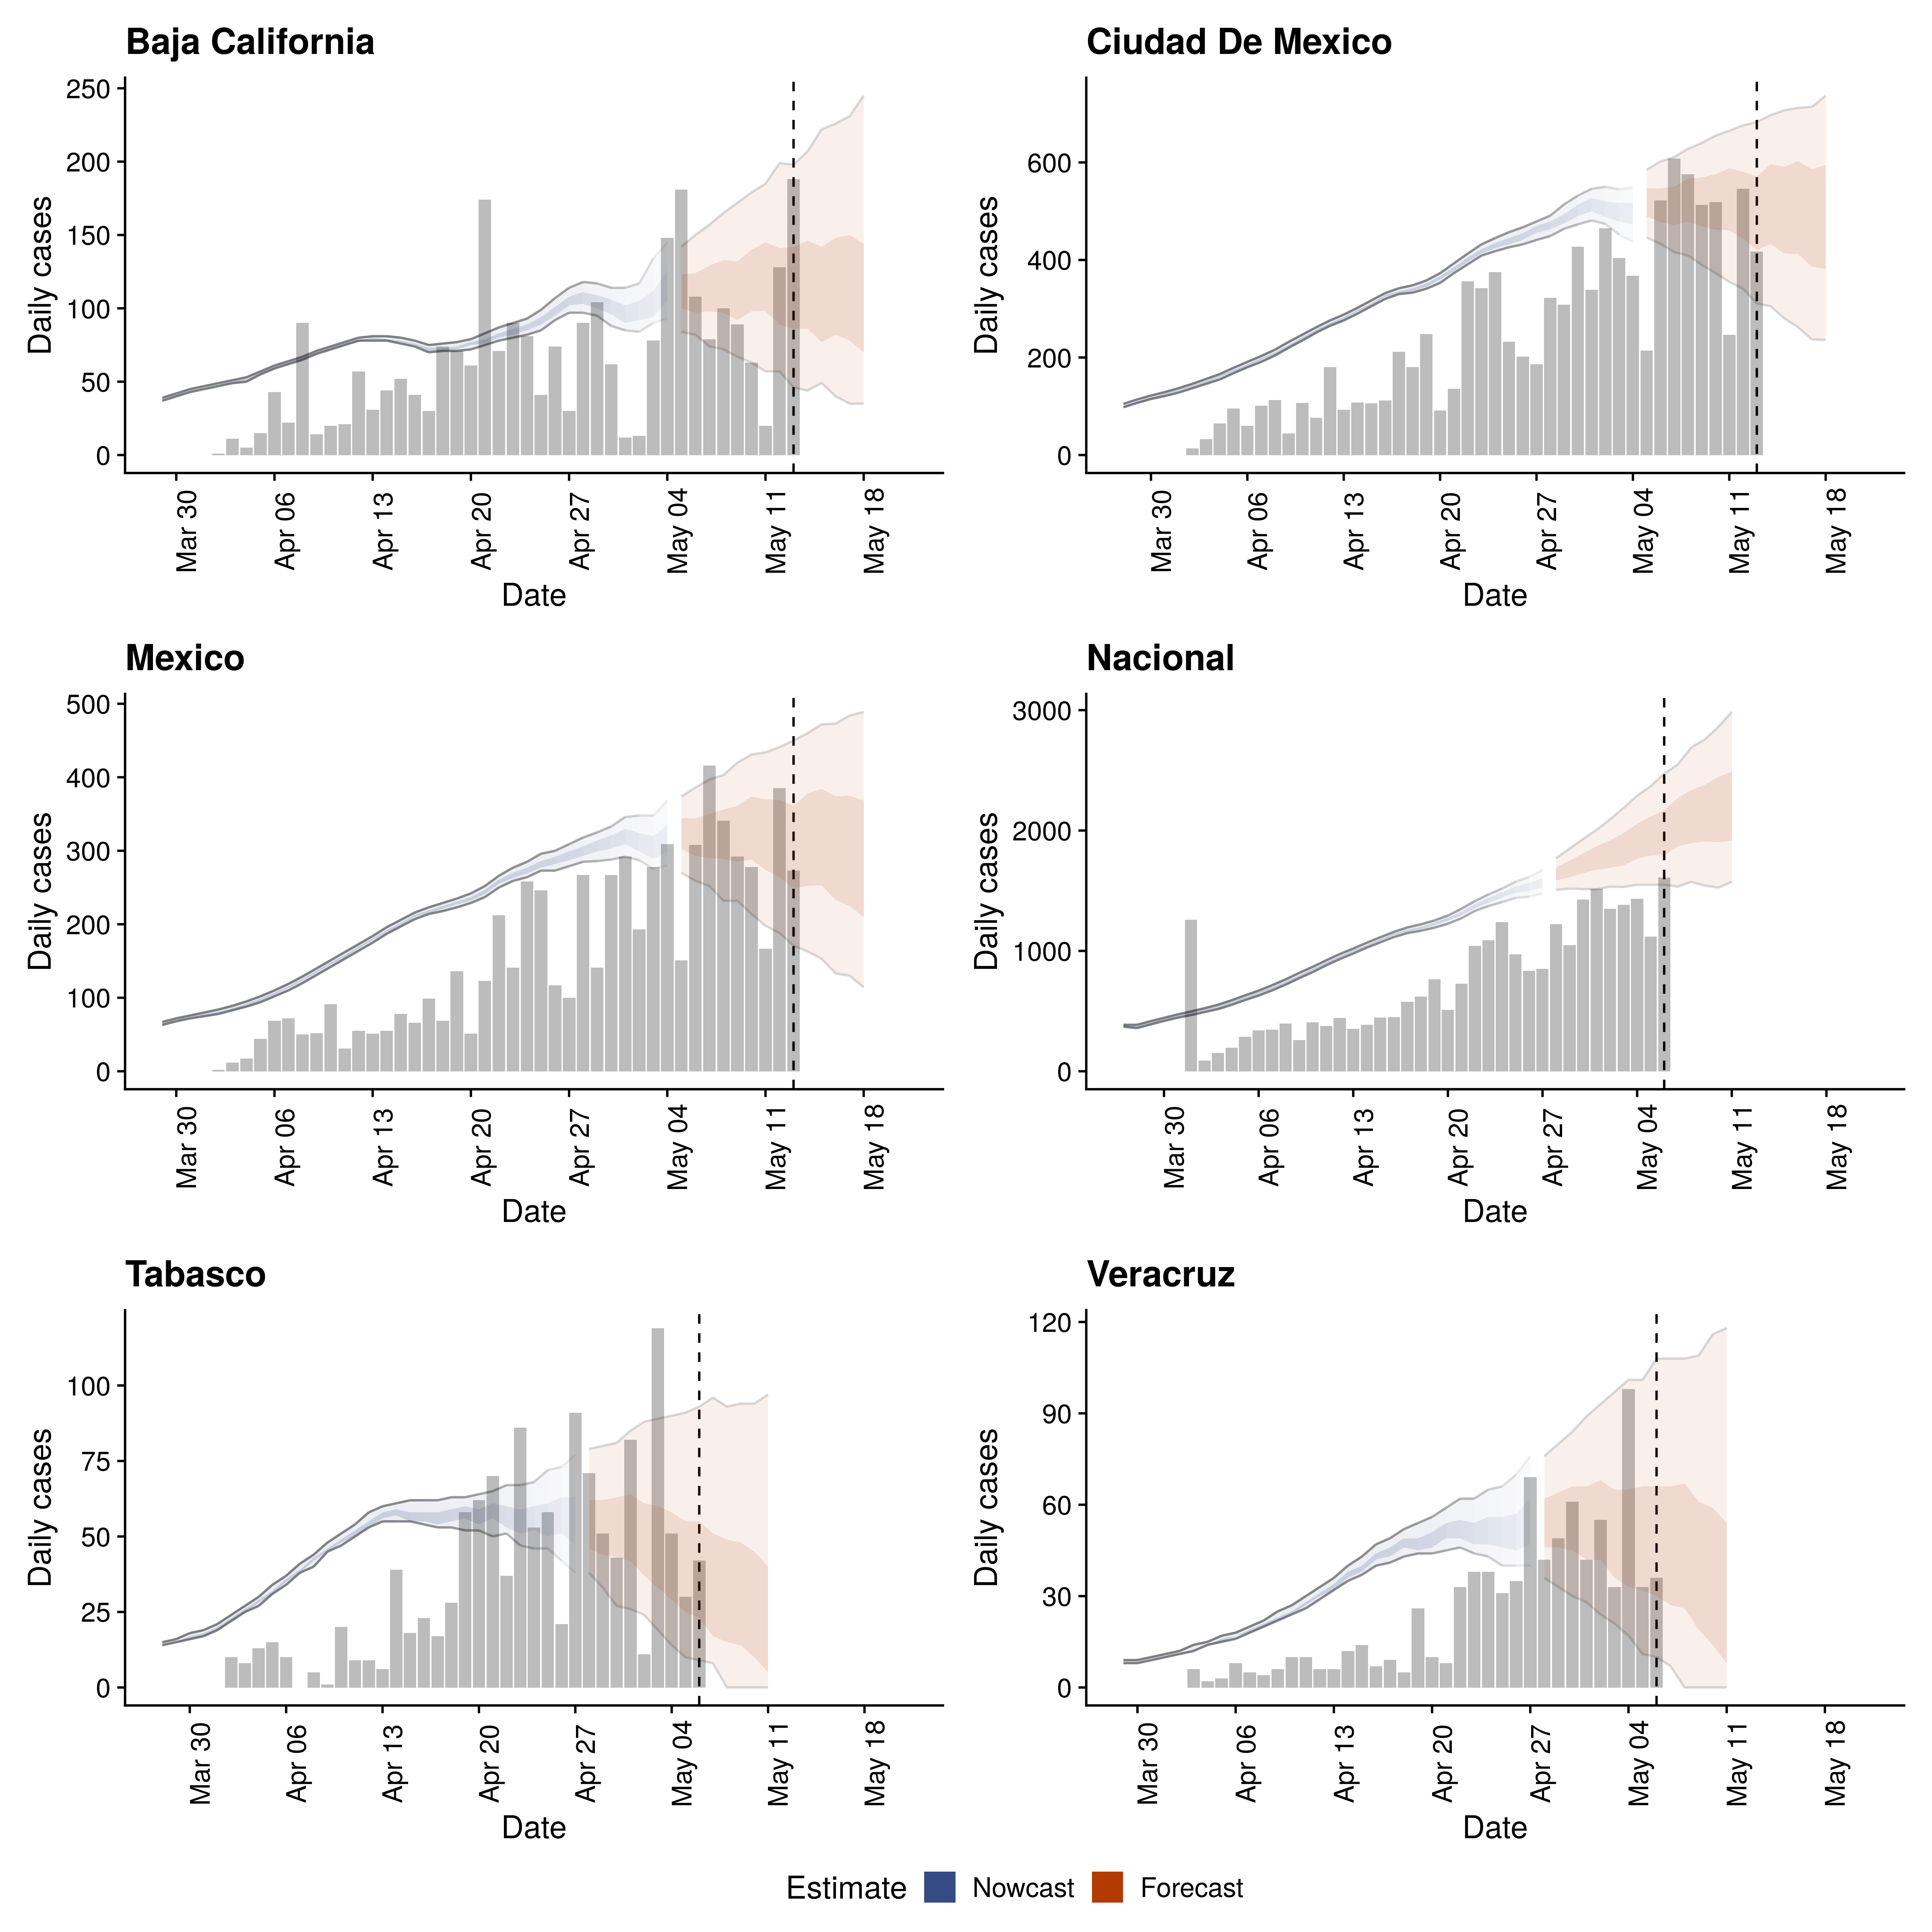 Baja California
Daily cases
250
200
150
100
50
0
Mar 30
Apr 06
Apr 13
Apr 20
Apr 27
May 04
May 11
May 18
Date
Ciudad De Mexico
Daily cases
600
400
200
0
Mar 30
Apr 06
Apr 13
Apr 20
Apr 27
May 04
May 11
May 18
Date
Mexico
Daily cases
500
400
300
200
100
0
Mar 30
Apr 06
Apr 13
Apr 20
Apr 27
May 04
May 11
May 18
Date
Nacional
Daily cases
3000
2000
1000
0
Mar 30
Apr 06
Apr 13
Apr 20
Apr 27
May 04
May 11
May 18
Date
Tabasco
Daily cases
100
75
50
25
0
Mar 30
Apr 06
Apr 13
Apr 20
Apr 27
May 04
May 11
May 18
Date
Veracruz
Daily cases
120
90
60
30
0
Mar 30
Apr 06
Apr 13
Apr 20
Apr 27
May 04
May 11
May 18
Date
Estimate Nowcast Forecast